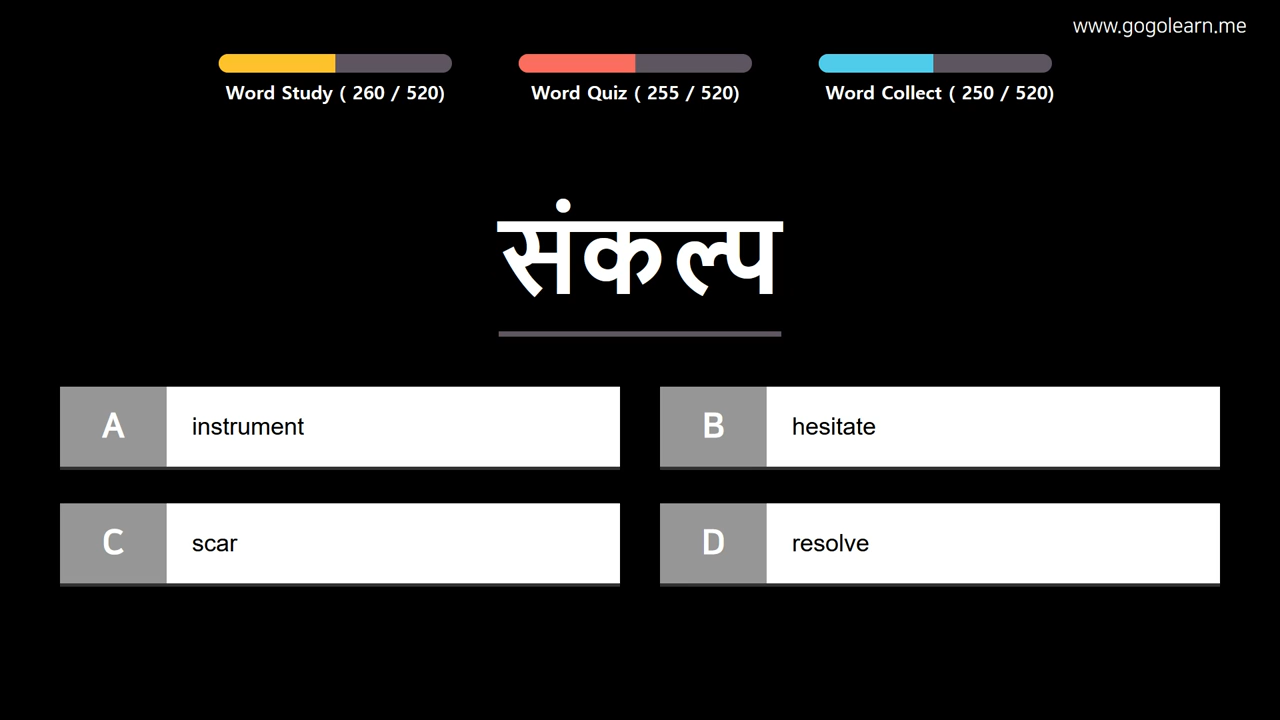 www.gogolearn.me
Word Study ( 260 / 520)
Word Quiz ( 255 / 520)
Word Collect ( 250 / 520)
संकल्प
A instrument
B hesitate
C scar
D resolve